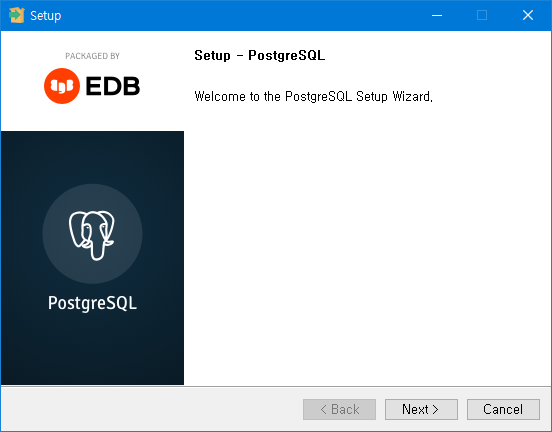 Setup
PACKAGED BY
EDB
Setup - PostgreSQL
Welcome to the PostgreSQL Setup Wizard.
PostgreSQL
< Back
Next >
Cancel